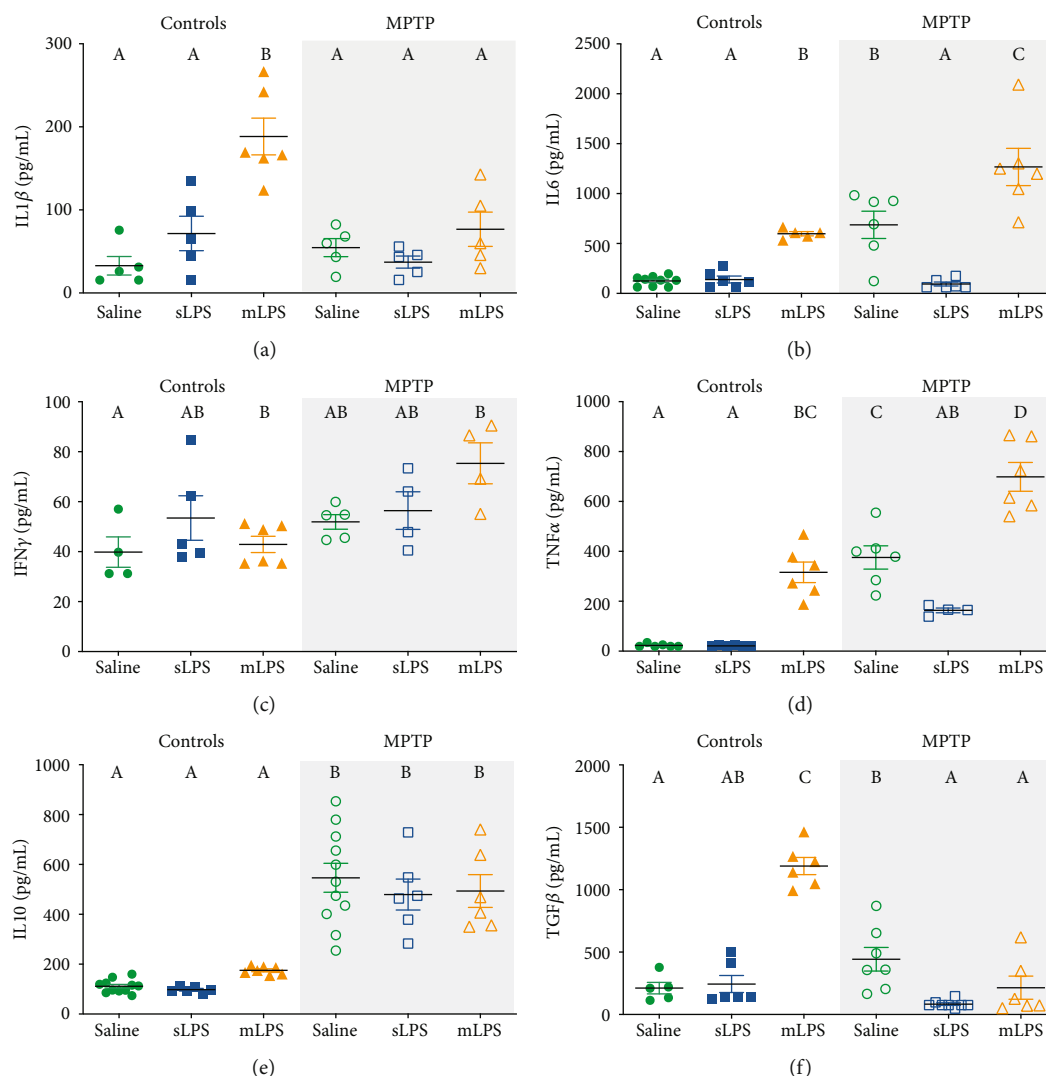 Controls MPTP
A A B A A A
300
200
100
0
IL1β (pg/mL)
Saline sLPS mLPS Saline sLPS mLPS
(a)
Controls MPTP
A A B B A C
2500
2000
1500
1000
500
0
IL6 (pg/mL)
Saline sLPS mLPS Saline sLPS mLPS
(b)
Controls MPTP
A AB B AB AB B
100
80
60
40
20
0
IFNγ (pg/mL)
Saline sLPS mLPS Saline sLPS mLPS
(c)
Controls MPTP
A A BC C AB D
1000
800
600
400
200
0
TNFα (pg/mL)
Saline sLPS mLPS Saline sLPS mLPS
(d)
Controls MPTP
A A A B B B
1000
800
600
400
200
0
IL10 (pg/mL)
Saline sLPS mLPS Saline sLPS mLPS
(e)
Controls MPTP
A AB C B A A
2000
1500
1000
500
0
TGFβ (pg/mL)
Saline sLPS mLPS Saline sLPS mLPS
(f)